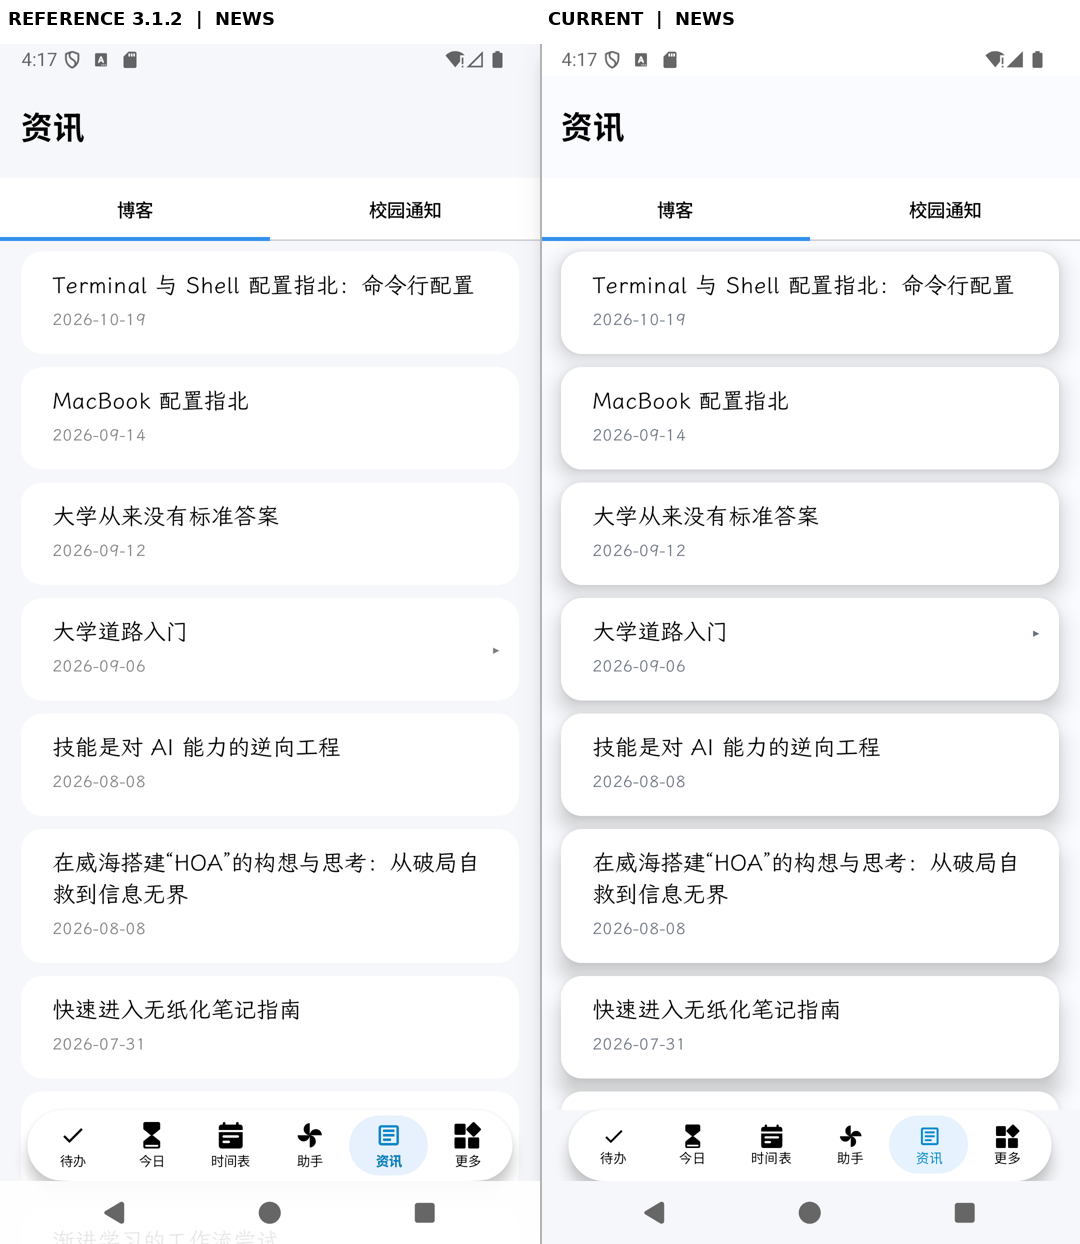 REFERENCE 3.1.2 | NEWS
4:17
资讯
博客 校园通知
Terminal 与 Shell 配置指北：命令行配置
2026-10-19
MacBook 配置指北
2026-09-14
大学从来没有标准答案
2026-09-12
大学道路入门
2026-09-06
技能是对 AI 能力的逆向工程
2026-08-08
在威海搭建“HOA”的构想与思考：从破局自
救到信息无界
2026-08-08
快速进入无纸化笔记指南
2026-07-31
待办 今日 时间表 助手 资讯 更多
渐进学习的工作流尝试
CURRENT | NEWS
4:17
资讯
博客 校园通知
Terminal 与 Shell 配置指北：命令行配置
2026-10-19
MacBook 配置指北
2026-09-14
大学从来没有标准答案
2026-09-12
大学道路入门
2026-09-06
技能是对 AI 能力的逆向工程
2026-08-08
在威海搭建“HOA”的构想与思考：从破局自
救到信息无界
2026-08-08
快速进入无纸化笔记指南
2026-07-31
待办 今日 时间表 助手 资讯 更多